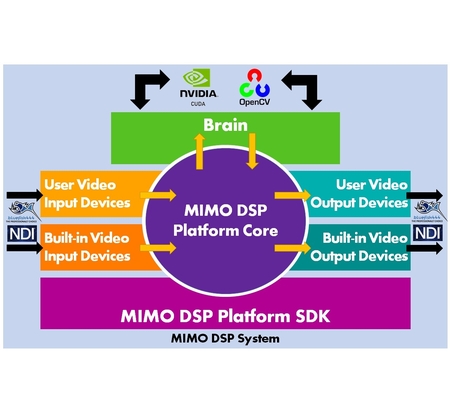 NVIDIA
CUDA
OpenCV
Brain
User Video
Input Devices
MIMO DSP
Platform Core
User Video
Output Devices
NDI
Built-in Video
Input Devices
Built-in Video
Output Devices
NDI
MIMO DSP Platform SDK
MIMO DSP System